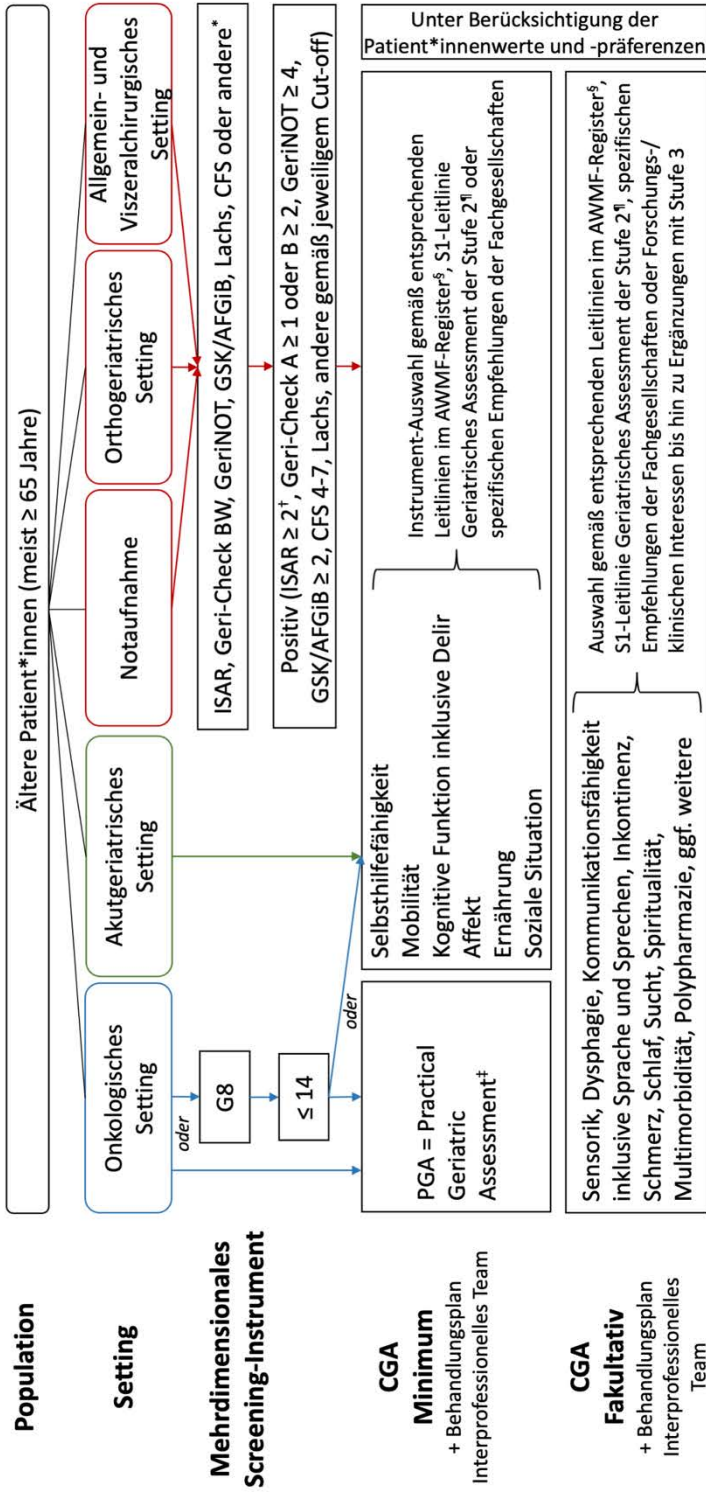 Population
Ältere Patient*innen (meist ≥ 65 Jahre)
Setting
Onkologisches
Setting
Akutgeriatrisches
Setting
Notaufnahme
Orthogeriatrisches
Setting
Allgemein- und
Viszeralchirurgisches
Setting
Mehrdimensionales
Screening-Instrument
oder
G8
≤ 14
oder
ISAR, Geri-Check BW, GeriNOT, GSK/AFGiB, Lachs, CFS oder andere*
Positiv (ISAR ≥ 2†, Geri-Check A ≥ 1 oder B ≥ 2, GeriNOT ≥ 4,
GSK/AFGiB ≥ 2, CFS 4-7, Lachs, andere gemäß jeweiligem Cut-off)
CGA
Minimum
+ Behandlungsplan
Interprofessionelles Team
PGA = Practical
Geriatric
Assessment‡
Selbsthilfefähigkeit
Mobilität
Kognitive Funktion inklusive Delir
Affekt
Ernährung
Soziale Situation
Instrument-Auswahl gemäß entsprechenden
Leitlinien im AWMF-Register§, S1-Leitlinie
Geriatrisches Assessment der Stufe 2¶ oder
spezifischen Empfehlungen der Fachgesellschaften
Unter Berücksichtigung der
Patient*innenwerte und -präferenzen
CGA
Fakultativ
+ Behandlungsplan
Interprofessionelles
Team
Sensorik, Dysphagie, Kommunikationsfähigkeit
inklusive Sprache und Sprechen, Inkontinenz,
Schmerz, Schlaf, Sucht, Spiritualität,
Multimorbidität, Polypharmazie, ggf. weitere
Auswahl gemäß entsprechenden Leitlinien im AWMF-Register§,
S1-Leitlinie Geriatrisches Assessment der Stufe 2¶, spezifischen
Empfehlungen der Fachgesellschaften oder Forschungs-/
klinischen Interessen bis hin zu Ergänzungen mit Stufe 3